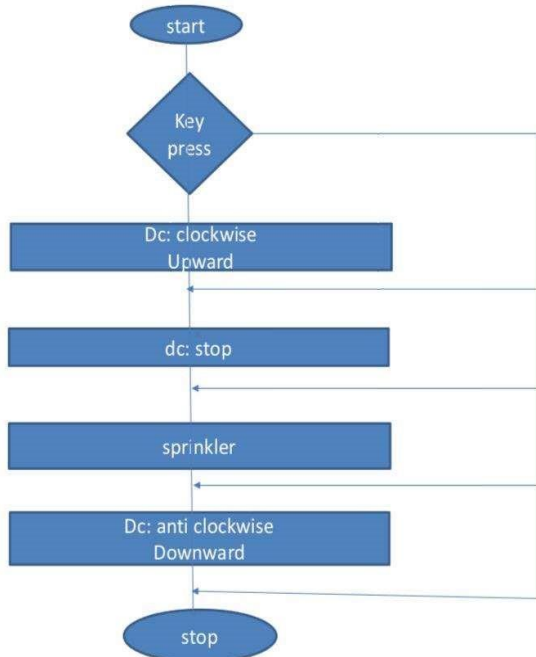 start
Key
press
Dc: clockwise
Upward
dc: stop
sprinkler
Dc: anti clockwise
Downward
stop